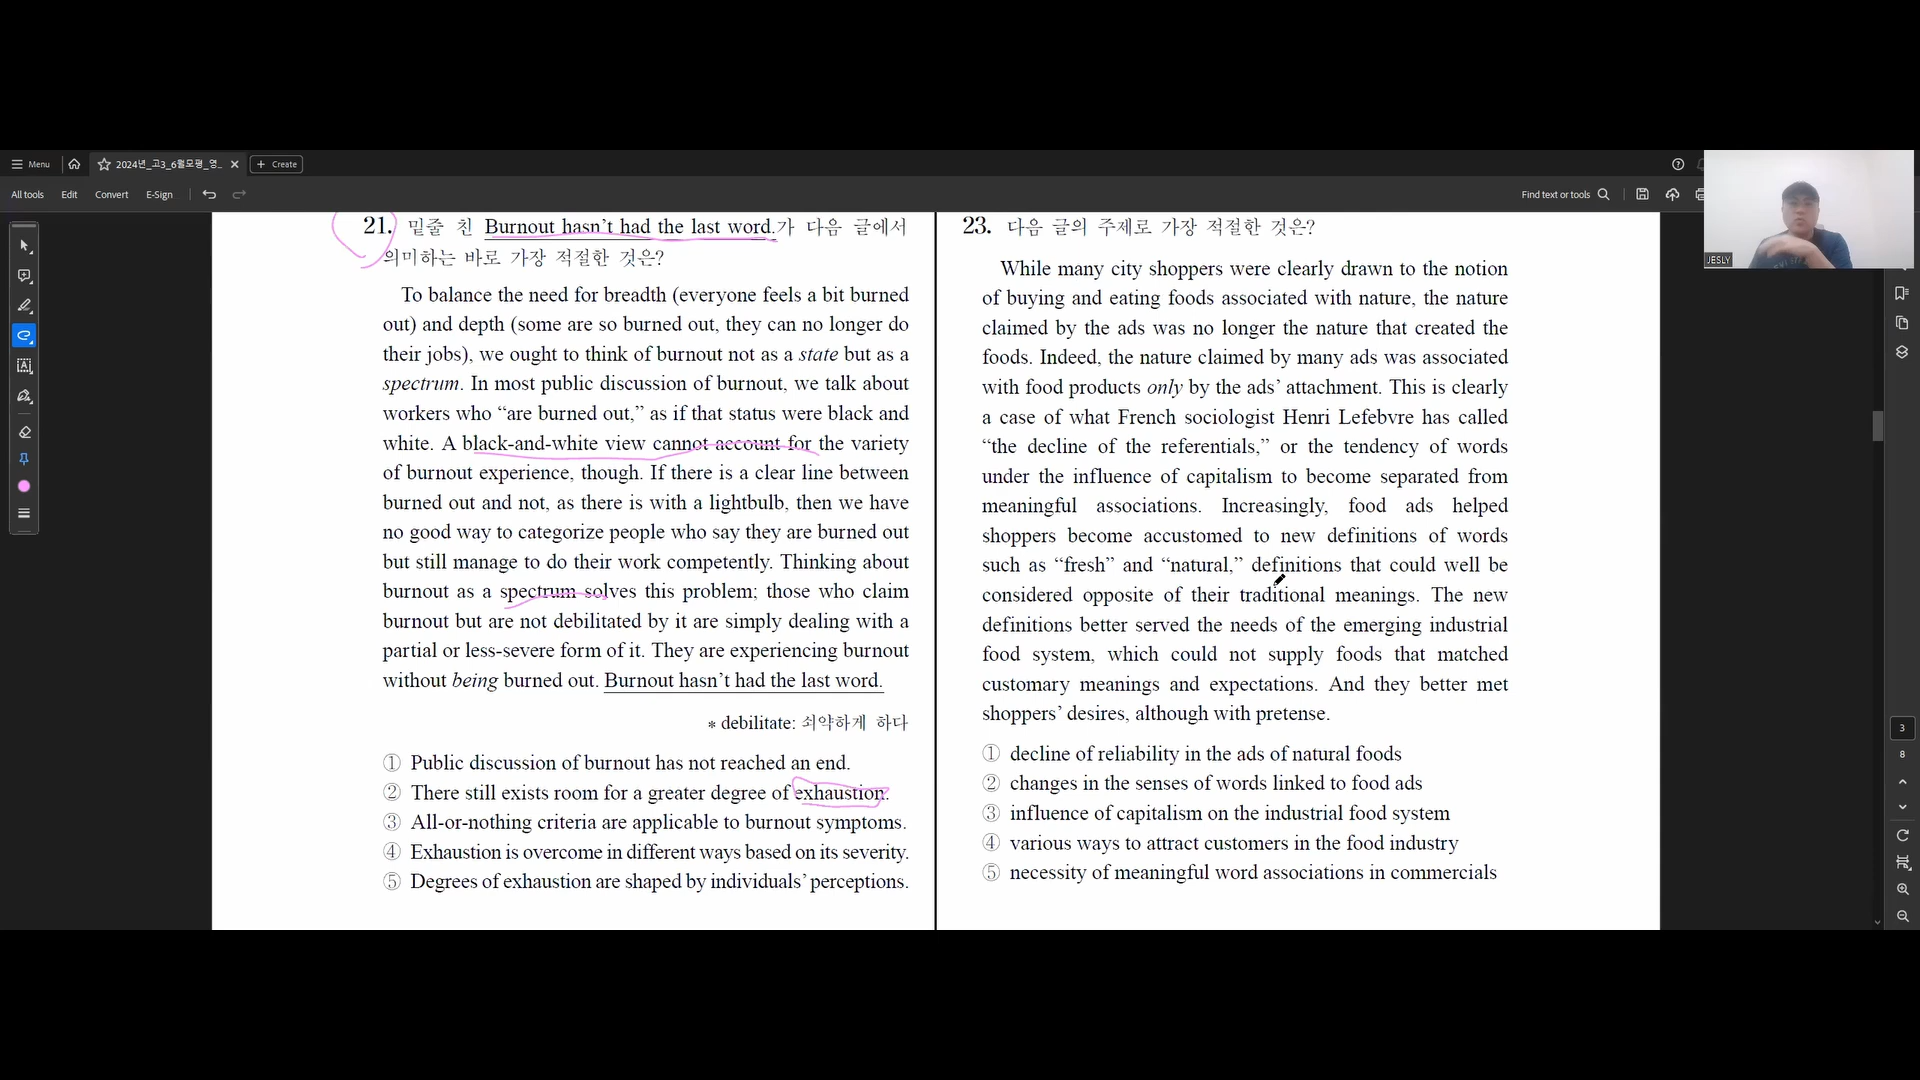 Menu
2024년_고3_6월모평_영...
Create
All tools
Edit
Convert
E-Sign
Find text or tools
JESLY
21. 밑줄 친 Burnout hasn't had the last word.가 다음 글에서
의미하는 바로 가장 적절한 것은?
To balance the need for breadth (everyone feels a bit burned
out) and depth (some are so burned out, they can no longer do
their jobs), we ought to think of burnout not as a state but as a
spectrum. In most public discussion of burnout, we talk about
workers who “are burned out,” as if that status were black and
white. A black-and-white view cannot account for the variety
of burnout experience, though. If there is a clear line between
burned out and not, as there is with a lightbulb, then we have
no good way to categorize people who say they are burned out
but still manage to do their work competently. Thinking about
burnout as a spectrum solves this problem; those who claim
burnout but are not debilitated by it are simply dealing with a
partial or less-severe form of it. They are experiencing burnout
without being burned out. Burnout hasn't had the last word.
* debilitate: 쇠약하게 하다
① Public discussion of burnout has not reached an end.
② There still exists room for a greater degree of exhaustion.
③ All-or-nothing criteria are applicable to burnout symptoms.
④ Exhaustion is overcome in different ways based on its severity.
⑤ Degrees of exhaustion are shaped by individuals' perceptions.
23. 다음 글의 주제로 가장 적절한 것은?
While many city shoppers were clearly drawn to the notion
of buying and eating foods associated with nature, the nature
claimed by the ads was no longer the nature that created the
foods. Indeed, the nature claimed by many ads was associated
with food products only by the ads' attachment. This is clearly
a case of what French sociologist Henri Lefebvre has called
“the decline of the referentials,” or the tendency of words
under the influence of capitalism to become separated from
meaningful associations. Increasingly, food ads helped
shoppers become accustomed to new definitions of words
such as “fresh” and “natural,” definitions that could well be
considered opposite of their traditional meanings. The new
definitions better served the needs of the emerging industrial
food system, which could not supply foods that matched
customary meanings and expectations. And they better met
shoppers' desires, although with pretense.
① decline of reliability in the ads of natural foods
② changes in the senses of words linked to food ads
③ influence of capitalism on the industrial food system
④ various ways to attract customers in the food industry
⑤ necessity of meaningful word associations in commercials
3
8